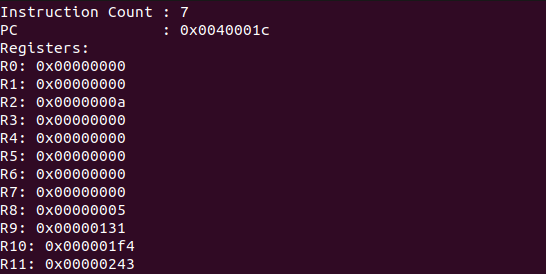 Instruction Count : 7
PC                : 0x0040001c
Registers:
R0: 0x00000000
R1: 0x00000000
R2: 0x0000000a
R3: 0x00000000
R4: 0x00000000
R5: 0x00000000
R6: 0x00000000
R7: 0x00000000
R8: 0x00000005
R9: 0x00000131
R10: 0x000001f4
R11: 0x00000243